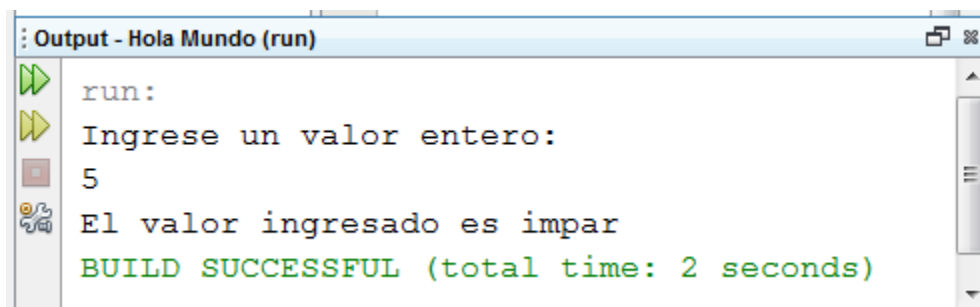 Output - Hola Mundo (run)
run:
Ingrese un valor entero:
5
El valor ingresado es impar
BUILD SUCCESSFUL (total time: 2 seconds)